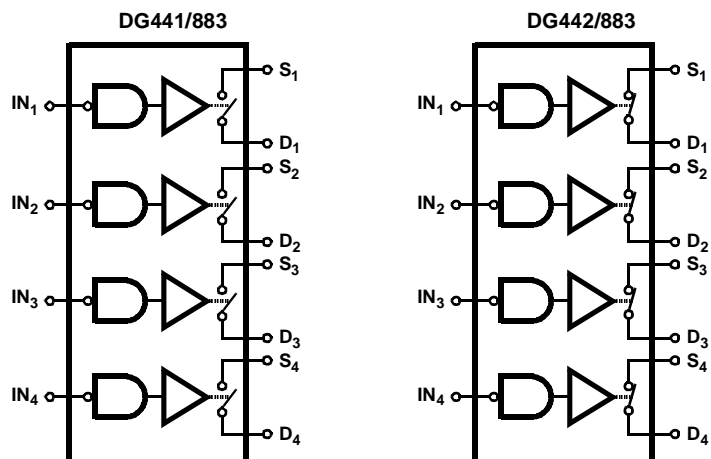 DG441/883
DG442/883
S1
IN1
D1
S2
IN2
D2
S3
IN3
D3
S4
IN4
D4
S1
IN1
D1
S2
IN2
D2
S3
IN3
D3
S4
IN4
D4